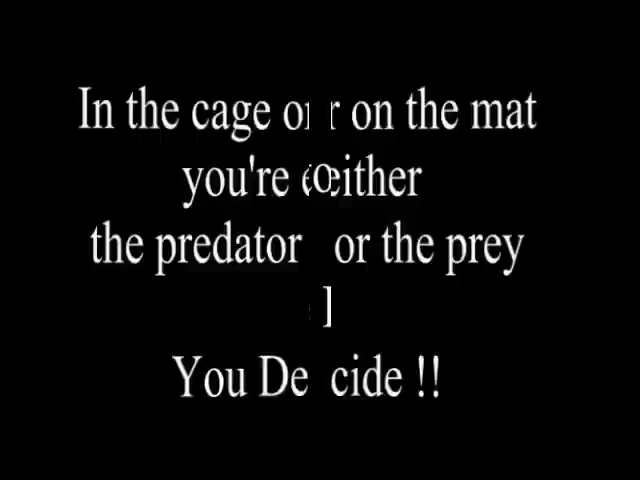 In the cage or on the mat
you're either
the predator or the prey
You Decide !!